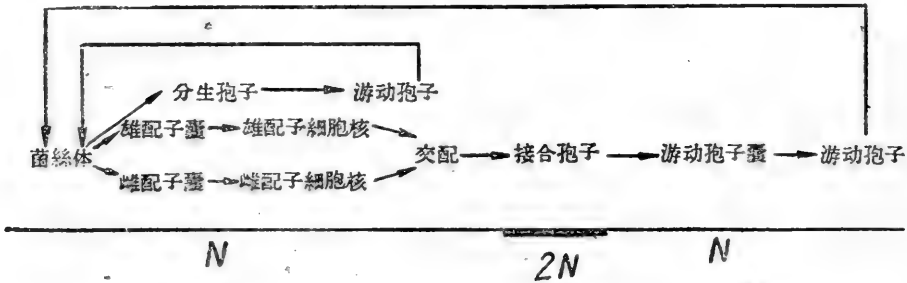 分生孢子 游动孢子
雄配子囊 雄配子細胞核
菌絲体 交配 接合孢子 游动孢子囊 游动孢子
雌配子囊 雌配子細胞核
N 2N N